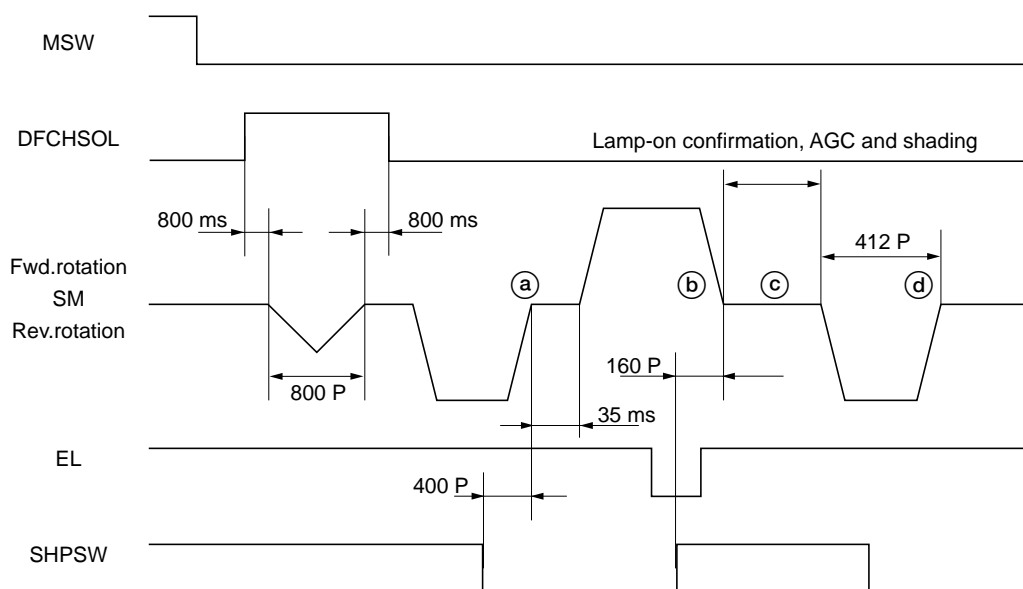 MSW
DFCHSOL
Lamp-on confirmation, AGC and shading
800 ms
800 ms
412 P
Fwd.rotation
SM
Rev.rotation
a
b
c
d
800 P
160 P
35 ms
EL
400 P
SHPSW